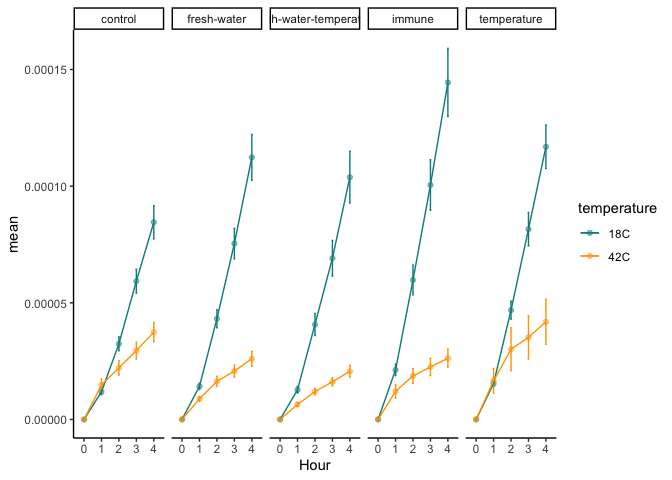 control fresh-water h-water-temperat immune temperature
0.00015
0.00010
0.00005
0.00000
mean
0 1 2 3 4 0 1 2 3 4 0 1 2 3 4 0 1 2 3 4 0 1 2 3 4
Hour
temperature
18C
42C